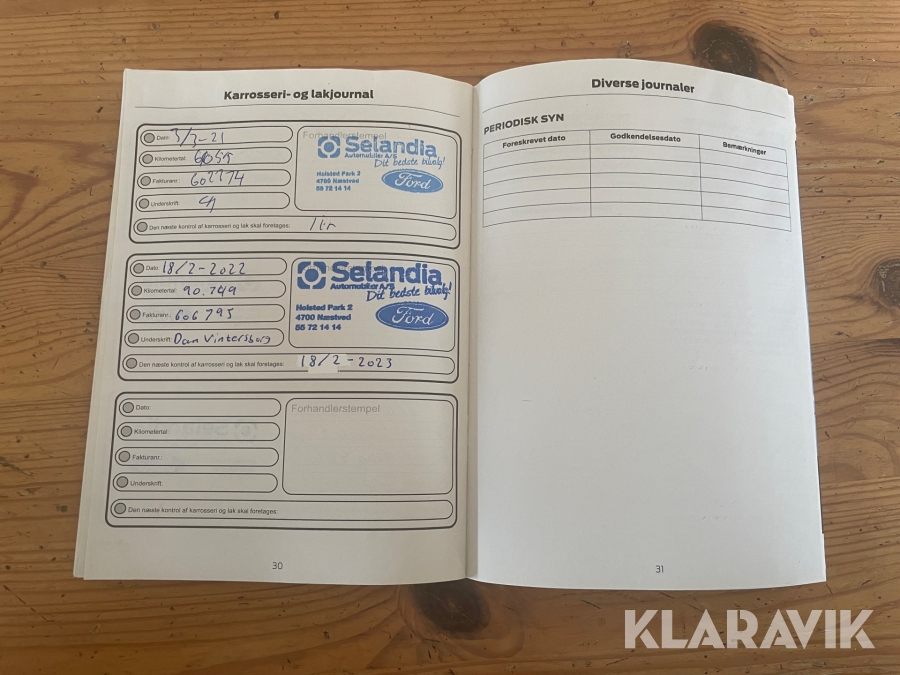 Karrosseri- og lakjournal
Dato: 3/3-21
Kilometertal:
Fakturanr.: 602774
Underskrift:
Den næste kontrol af karrosseri og lak skal foretages: 1 år
Forhandlerstempel
Selandia
Automobiler A/S
Dit bedste bilvalg!
Holsted Park 2
4700 Næstved
55 72 14 14
Ford
Dato: 18/2-2022
Kilometertal: 90.749
Fakturanr.: 606795
Underskrift: Dan Vintersborg
Den næste kontrol af karrosseri og lak skal foretages: 18/2-2023
Selandia
Automobiler A/S
Dit bedste bilvalg!
Holsted Park 2
4700 Næstved
55 72 14 14
Ford
Dato:
Kilometertal:
Fakturanr.:
Underskrift:
Den næste kontrol af karrosseri og lak skal foretages:
Forhandlerstempel
30
Diverse journaler
PERIODISK SYN
Foreskrevet dato Godkendelsesdato Bemærkninger
31
KLARAVIK